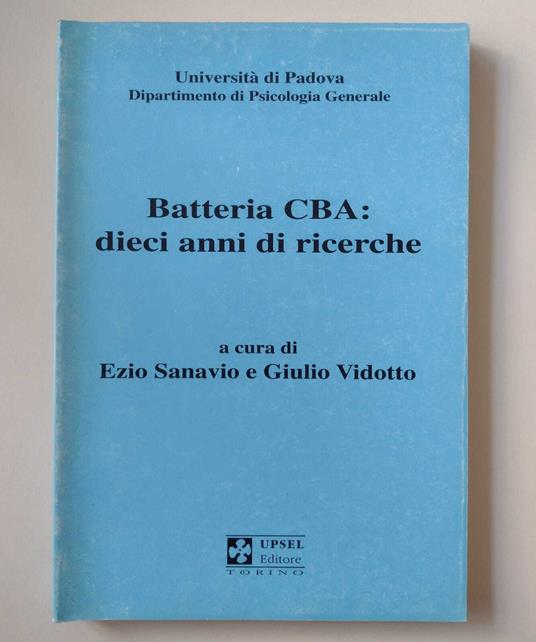 Università di Padova
Dipartimento di Psicologia Generale
Batteria CBA:
dieci anni di ricerche
a cura di
Ezio Sanavio e Giulio Vidotto
UPSEL
Editore
TORINO